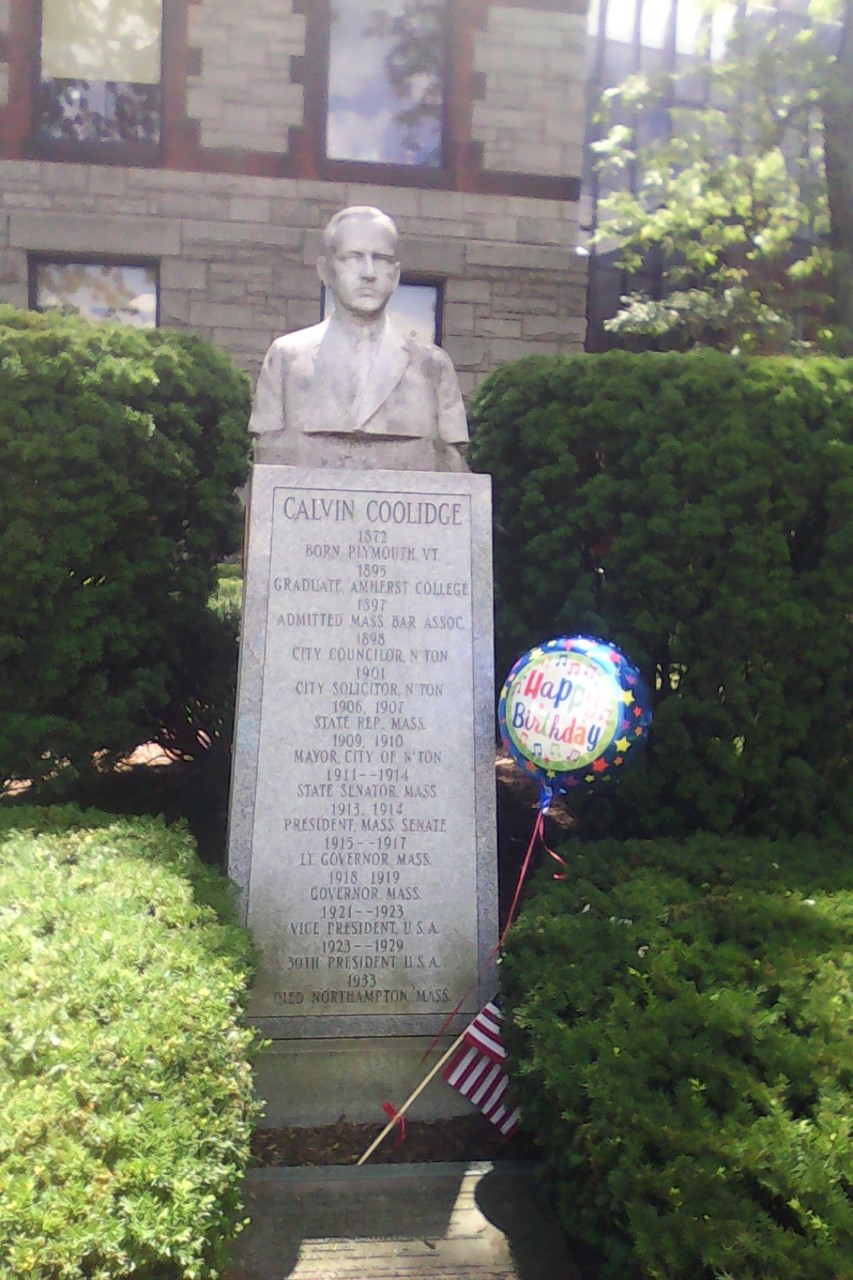 CALVIN COOLIDGE
1872
BORN PLYMOUTH, VT.
1895
GRADUATE, AMHERST COLLEGE
1897
ADMITTED MASS. BAR ASSOC.
1898
CITY COUNCILOR, N'TON
1901
CITY SOLICITOR, N'TON
1906, 1907
STATE REP., MASS.
1909, 1910
MAYOR, CITY OF N'TON
1911--1914
STATE SENATOR, MASS.
1913, 1914
PRESIDENT, MASS. SENATE
1915--1917
LT. GOVERNOR, MASS.
1918, 1919
GOVERNOR, MASS.
1921--1923
VICE PRESIDENT, U.S.A.
1923--1929
30TH PRESIDENT U.S.A.
1933
DIED NORTHAMPTON, MASS.
Happy
Birthday